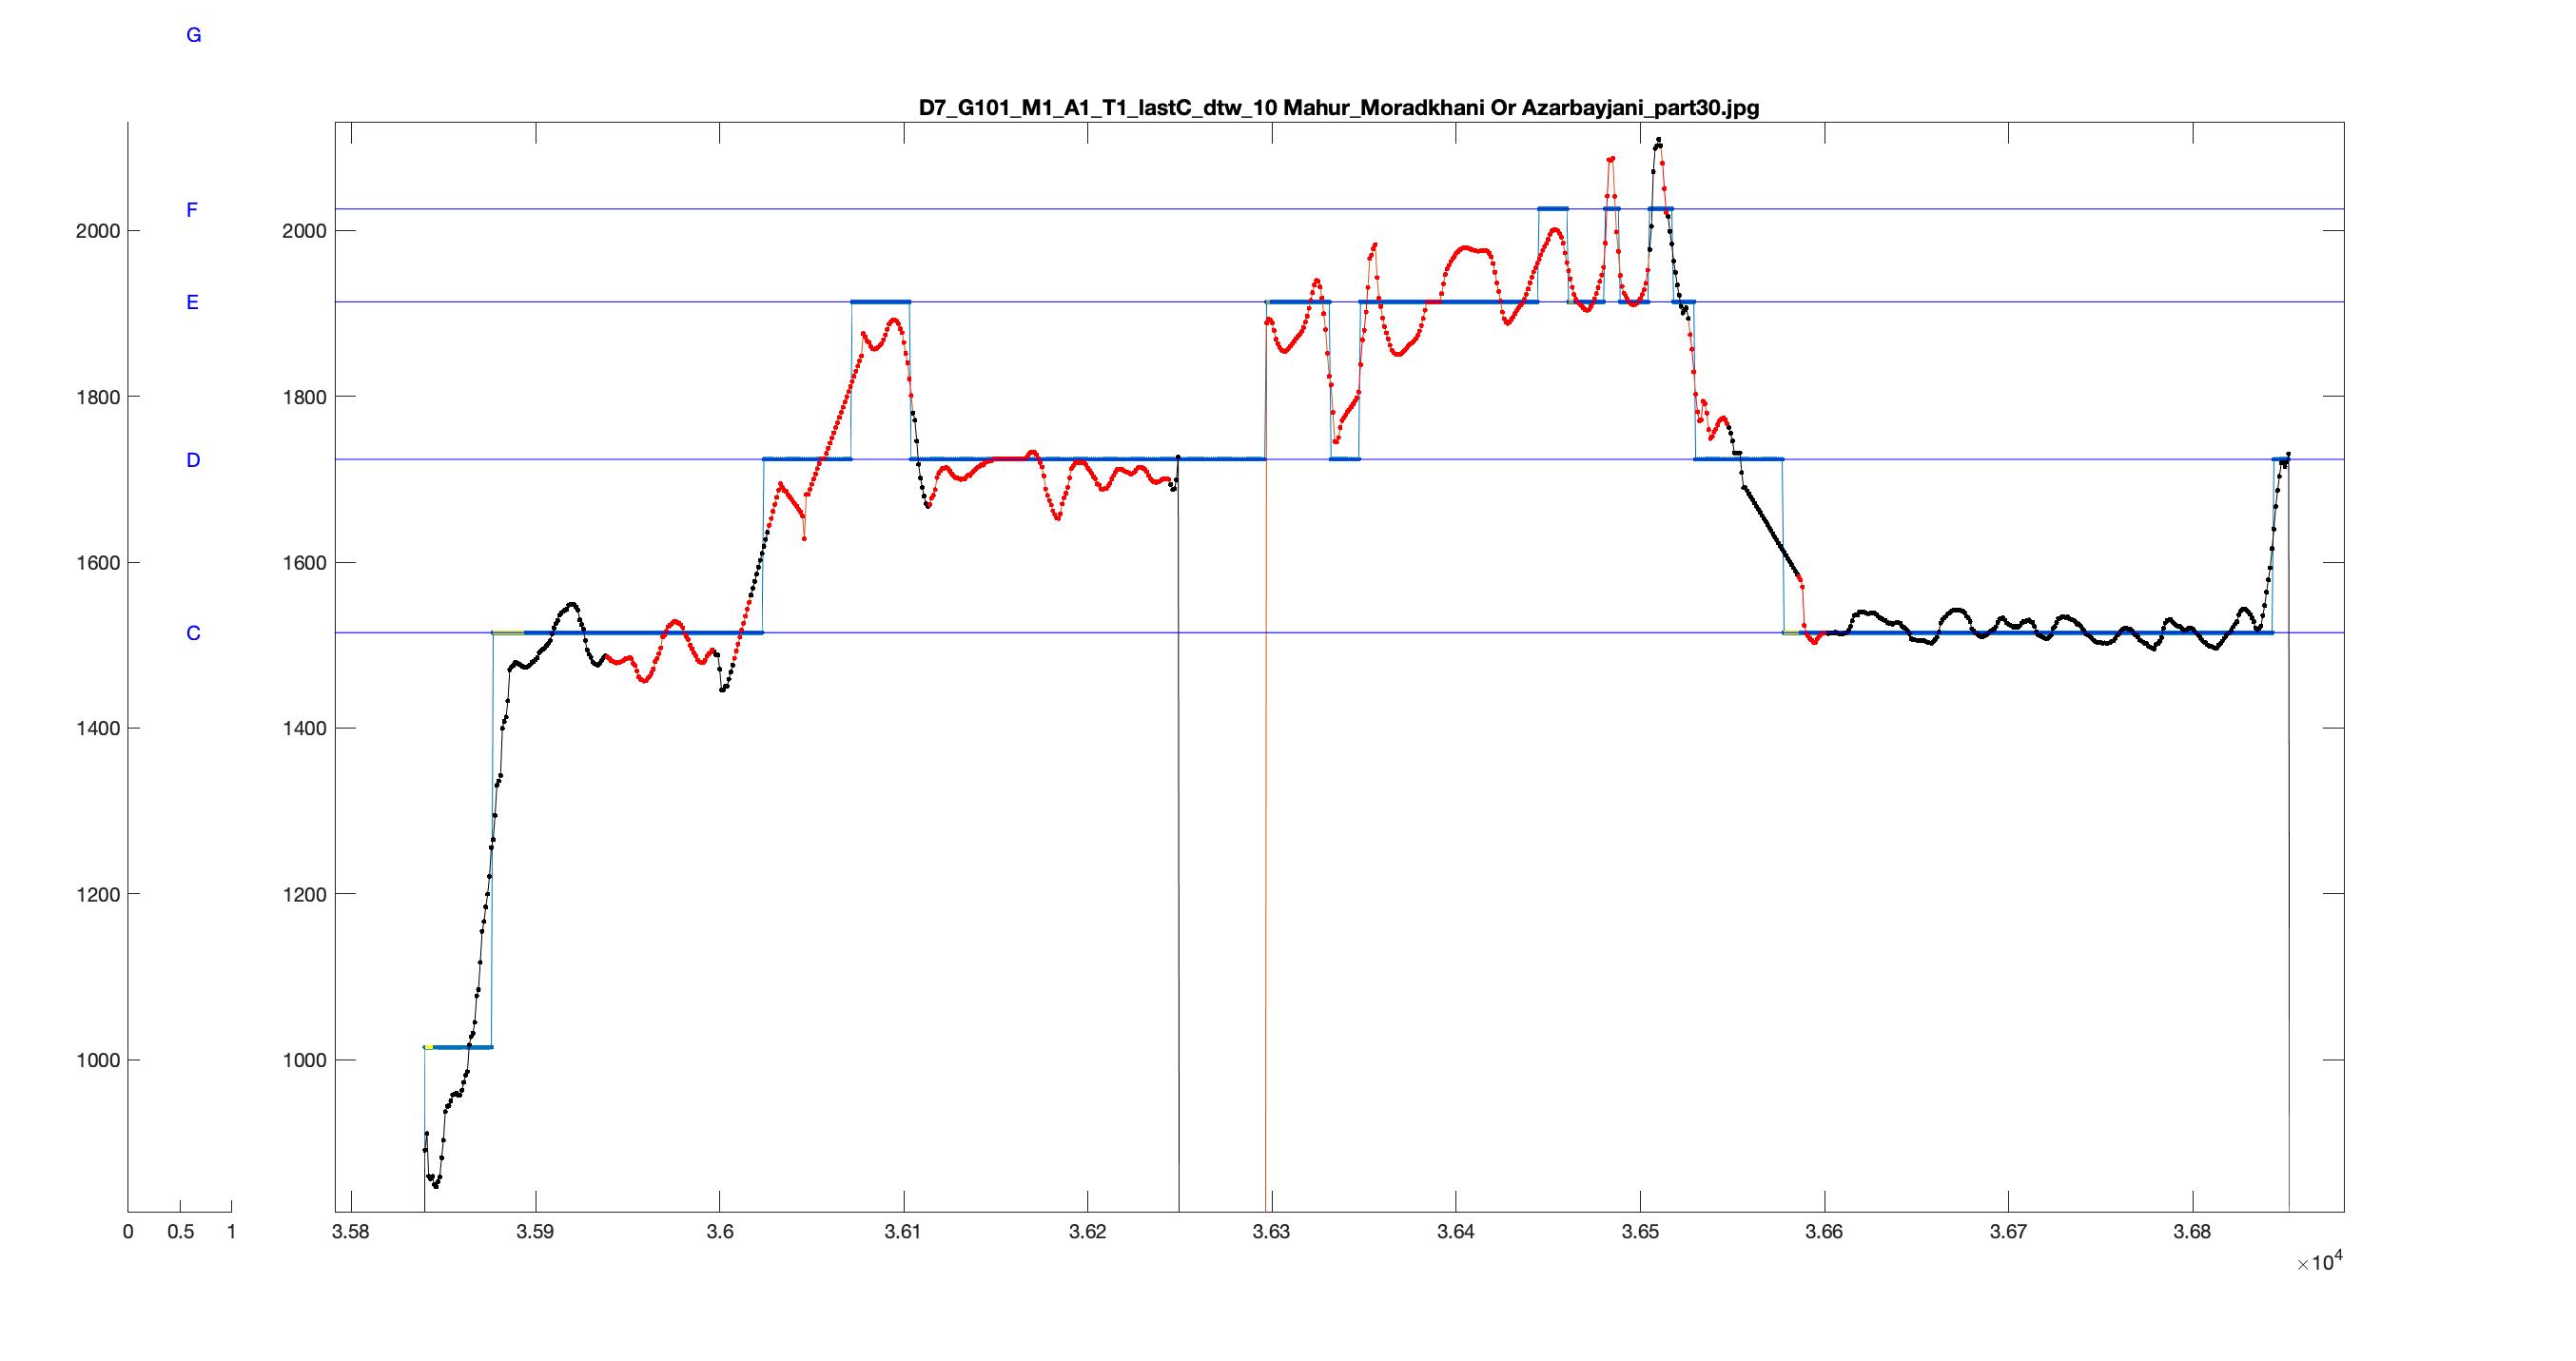 G
D7_G101_M1_A1_T1_lastC_dtw_10 Mahur_Moradkhani Or Azarbayjani_part30.jpg
F
2000 2000
E
1800 1800
D
1600 1600
C
1400 1400
1200 1200
1000 1000
0 0.5 1 3.58 3.59 3.6 3.61 3.62 3.63 3.64 3.65 3.66 3.67 3.68
×10⁴